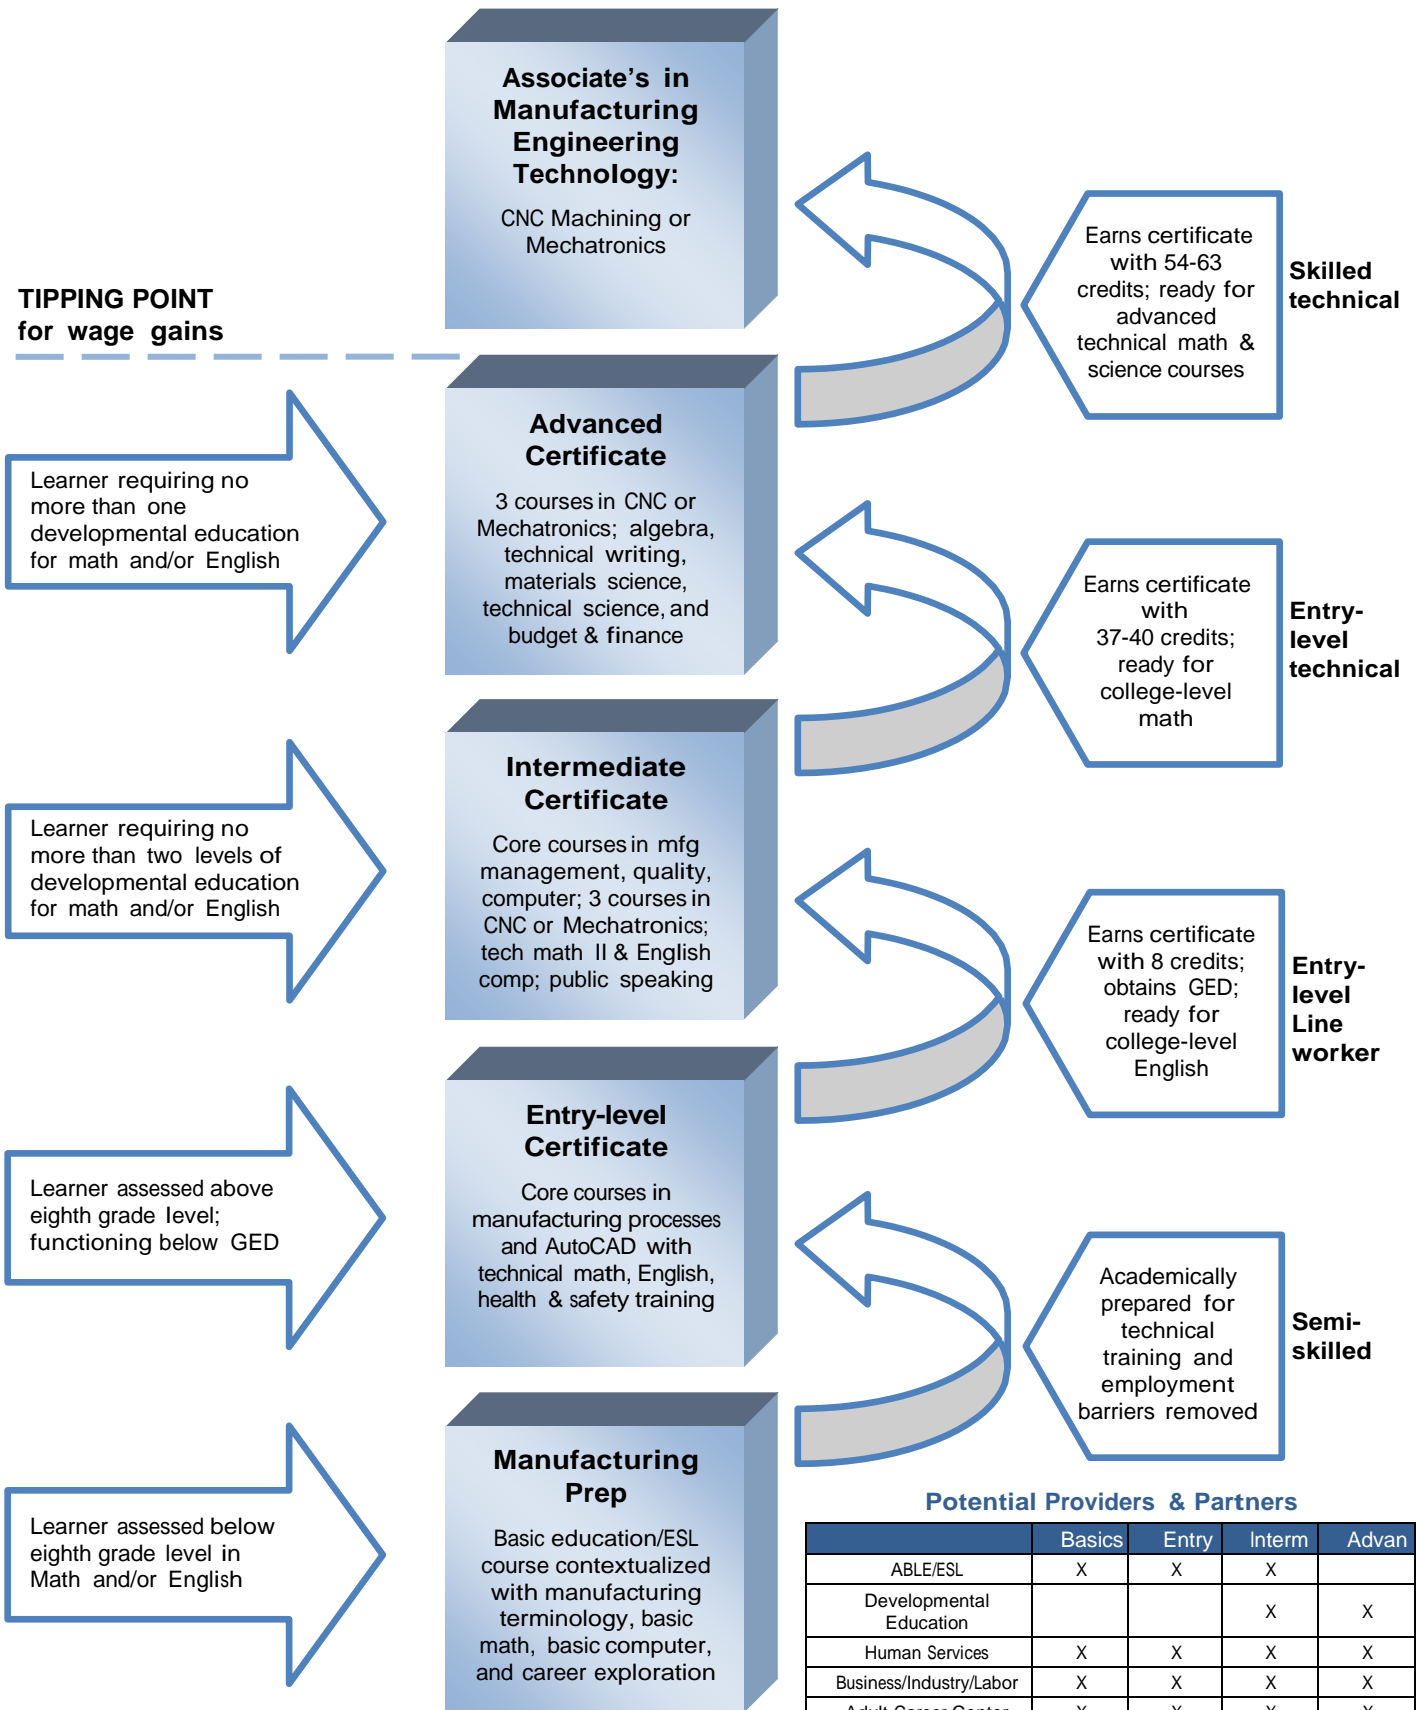 Associate's in
Manufacturing
Engineering
Technology:
CNC Machining or
Mechatronics
Earns certificate
with 54-63
credits; ready for
advanced
technical math &
science courses
Skilled
technical
TIPPING POINT
for wage gains
Learner requiring no
more than one
developmental education
for math and/or English
Advanced
Certificate
3 courses in CNC or
Mechatronics; algebra,
technical writing,
materials science,
technical science, and
budget & finance
Earns certificate
with
37-40 credits;
ready for
college-level
math
Entry-
level
technical
Learner requiring no
more than two levels of
developmental education
for math and/or English
Intermediate
Certificate
Core courses in mfg
management, quality,
computer; 3 courses in
CNC or Mechatronics;
tech math II & English
comp; public speaking
Earns certificate
with 8 credits;
obtains GED;
ready for
college-level
English
Entry-
level
Line
worker
Learner assessed above
eighth grade level;
functioning below GED
Entry-level
Certificate
Core courses in
manufacturing processes
and AutoCAD with
technical math, English,
health & safety training
Academically
prepared for
technical
training and
employment
barriers removed
Semi-
skilled
Learner assessed below
eighth grade level in
Math and/or English
Manufacturing
Prep
Basic education/ESL
course contextualized
with manufacturing
terminology, basic
math, basic computer,
and career exploration
Potential Providers & Partners
Basics Entry Interm Advan
ABLE/ESL X X X
Developmental
Education X X
Human Services X X X X
Business/Industry/Labor X X X X
Adult Career Center X X X X